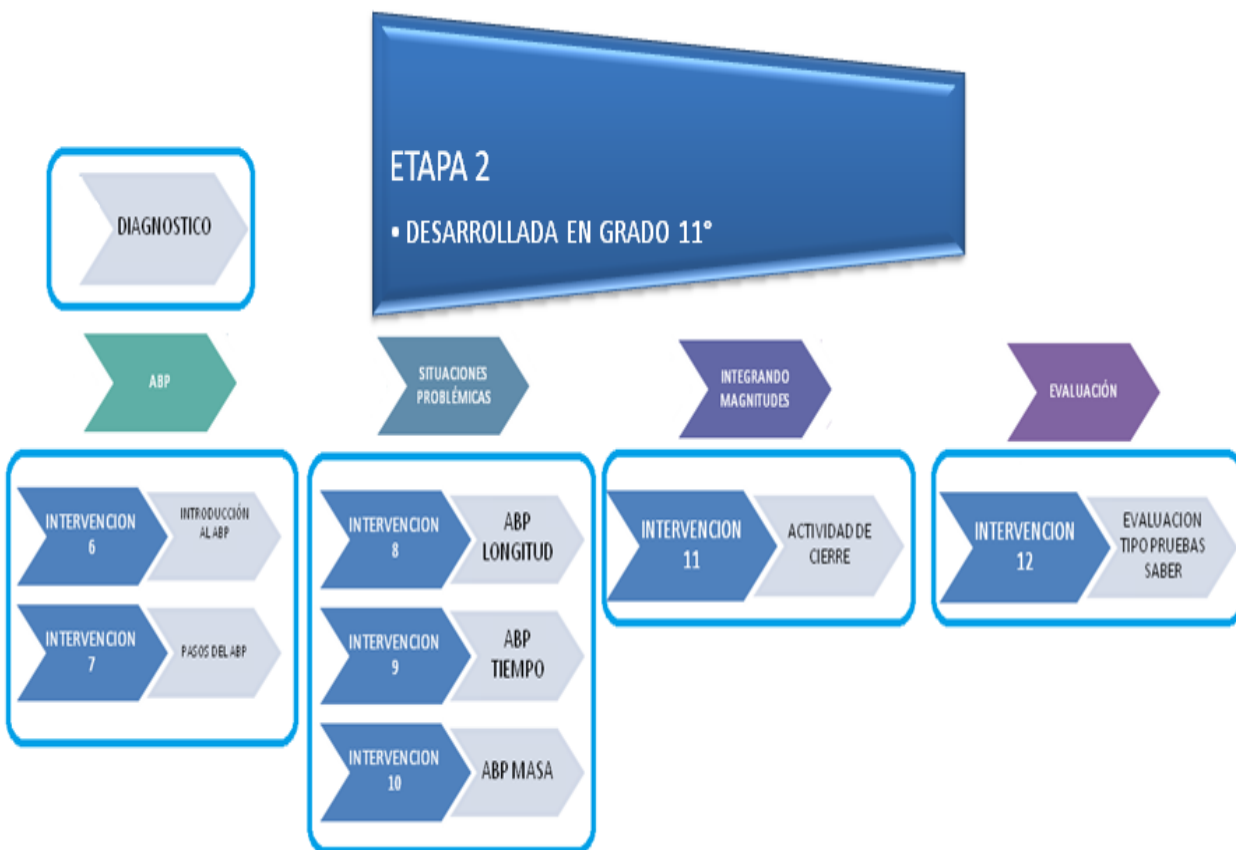 ETAPA 2
• DESARROLLADA EN GRADO 11°
DIAGNOSTICO
ABP
SITUACIONES
PROBLÉMICAS
INTEGRANDO
MAGNITUDES
EVALUACIÓN
INTERVENCION
6
INTRODUCCIÓN
AL ABP
INTERVENCION
7
PASOS DEL ABP
INTERVENCION
8
ABP
LONGITUD
INTERVENCION
9
ABP
TIEMPO
INTERVENCION
10
ABP MASA
INTERVENCION
11
ACTIVIDAD DE
CIERRE
INTERVENCION
12
EVALUACION
TIPO PRUEBAS
SABER